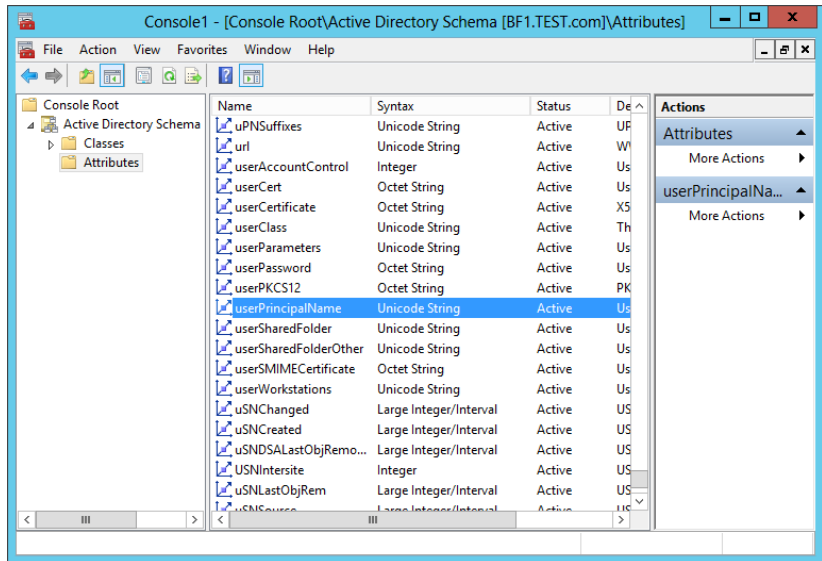 Console1 - [Console Root\Active Directory Schema [BF1.TEST.com]\Attributes]
File Action View Favorites Window Help
Console Root
Active Directory Schema
Classes
Attributes
Name Syntax Status De
uPNSuffixes Unicode String Active UP
url Unicode String Active W
userAccountControl Integer Active Us
userCert Octet String Active Us
userCertificate Octet String Active X5
userClass Unicode String Active Th
userParameters Unicode String Active Us
userPassword Octet String Active Us
userPKCS12 Octet String Active PK
userPrincipalName Unicode String Active Us
userSharedFolder Unicode String Active Us
userSharedFolderOther Unicode String Active Us
userSMIMECertificate Octet String Active Us
userWorkstations Unicode String Active Us
uSNChanged Large Integer/Interval Active US
uSNCreated Large Integer/Interval Active US
uSNDSALastObjRemo... Large Integer/Interval Active US
USNIntersite Integer Active US
uSNLastObjRem Large Integer/Interval Active US
uSNSource Large Integer/Interval Active US
Actions
Attributes
More Actions
userPrincipalNa...
More Actions